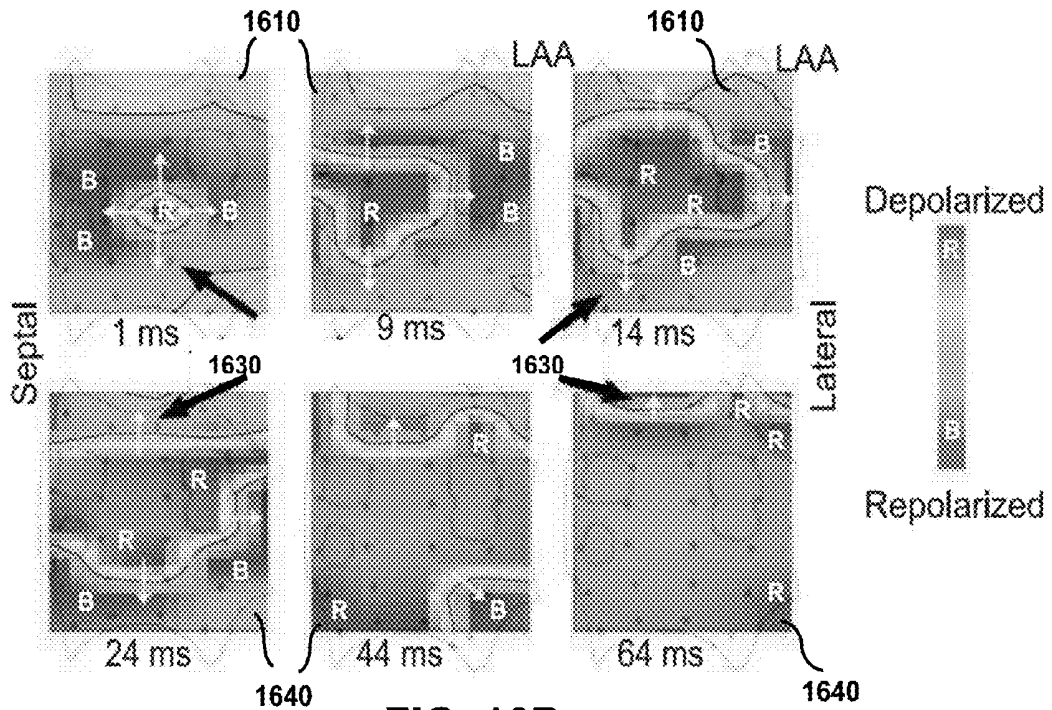 1610 1610
LAA LAA
B R B B
R B B
R R B
Depolarized
R
B
Repolarized
Septal
Lateral
1 ms 9 ms 14 ms
1630 1630
R R B B
R R B
R R R
24 ms 44 ms 64 ms
1640 1640